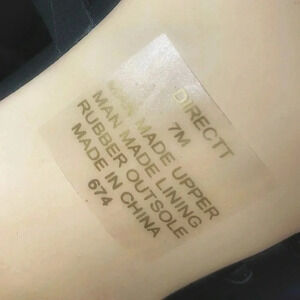 DIRECTT
7M
MAN MADE UPPER
MAN MADE LINING
RUBBER OUTSOLE
MADE IN CHINA
674